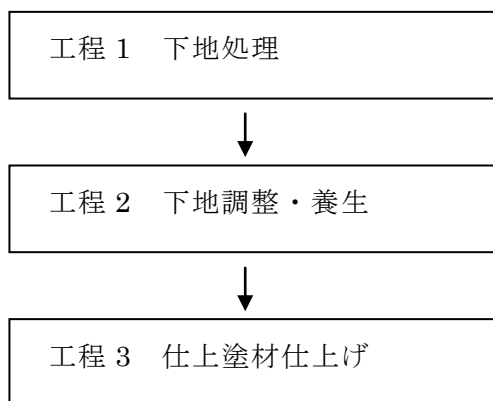 工程 1　下地処理
工程 2　下地調整・養生
工程 3　仕上塗材仕上げ